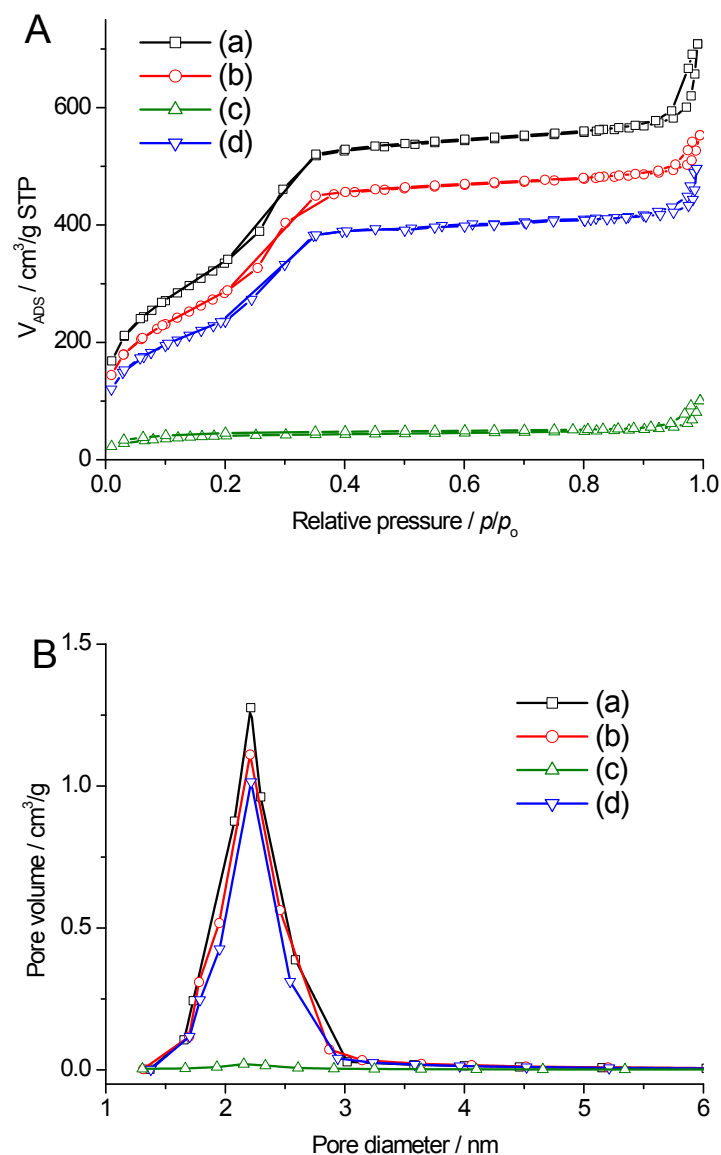 A
(a)
(b)
(c)
(d)
600
400
200
0
V_ADS / cm³/g STP
0.0 0.2 0.4 0.6 0.8 1.0
Relative pressure / p/p₀
B
1.5
1.0
0.5
0.0
Pore volume / cm³/g
(a)
(b)
(c)
(d)
1 2 3 4 5 6
Pore diameter / nm